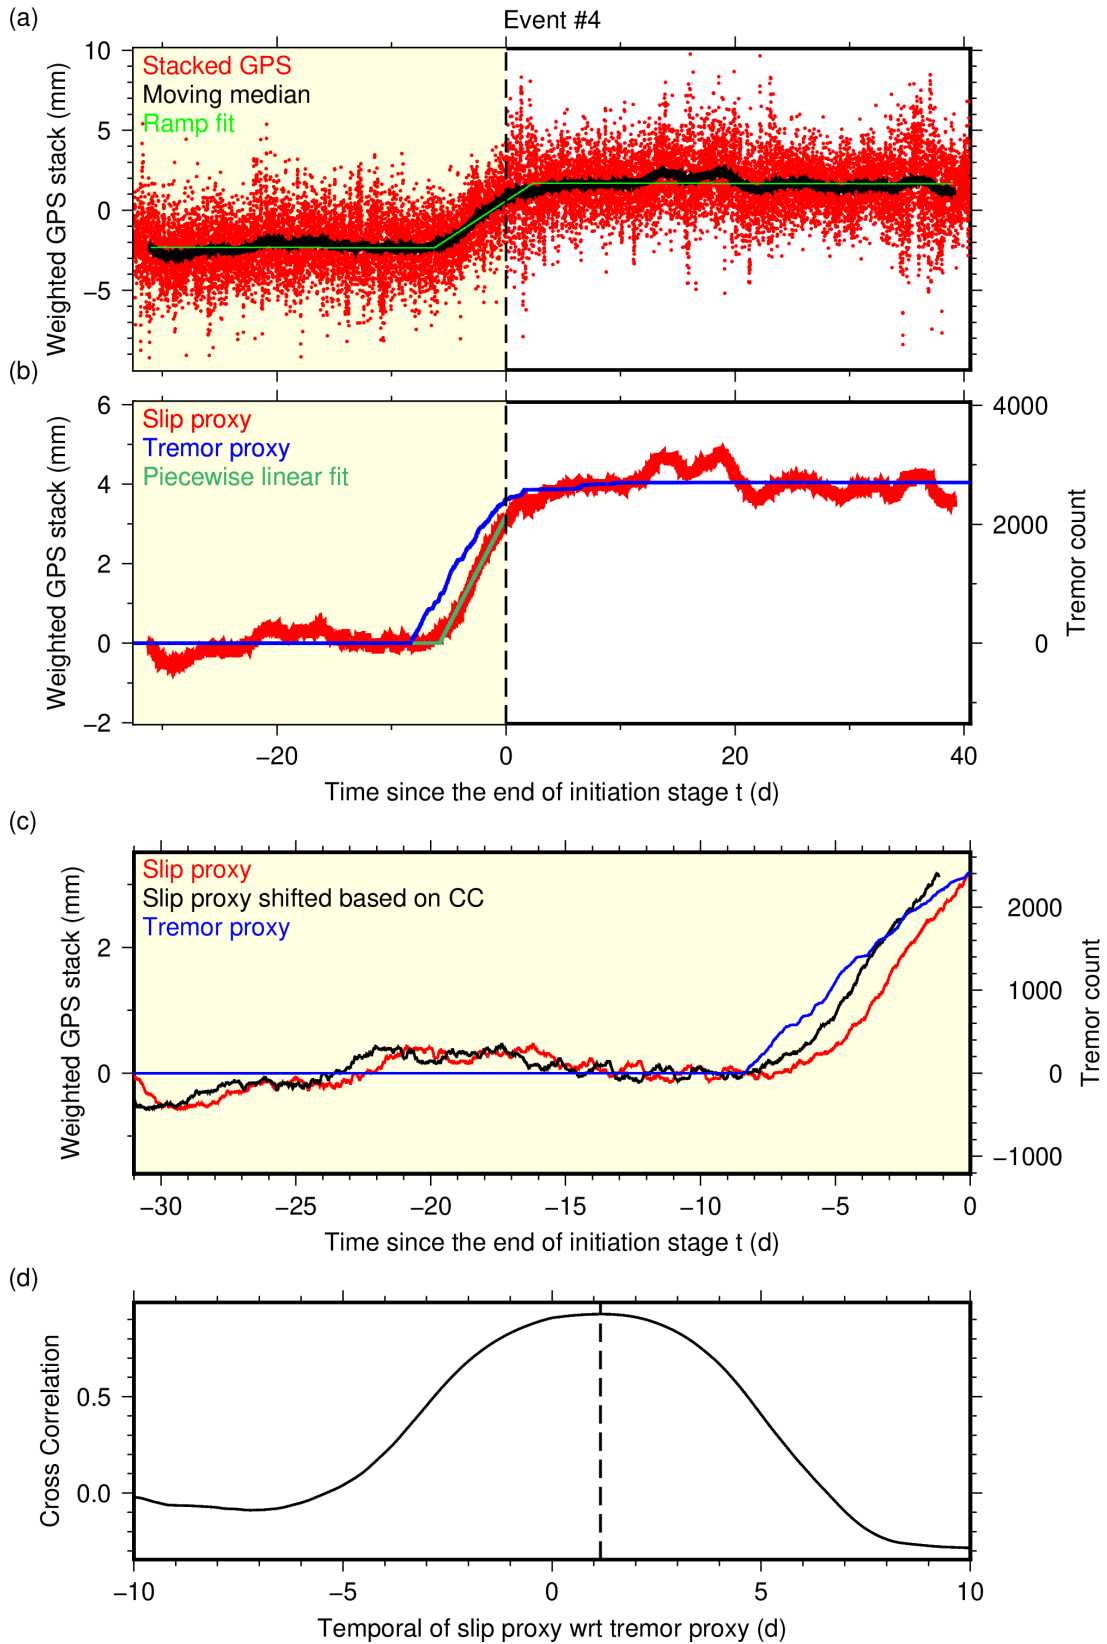 (a)
Event #4
Stacked GPS
Moving median
Ramp fit
Weighted GPS stack (mm)
10
5
0
−5
(b)
Slip proxy
Tremor proxy
Piecewise linear fit
Weighted GPS stack (mm)
6
4
2
0
−2
4000
2000
0
Tremor count
−20 0 20 40
Time since the end of initiation stage t (d)
(c)
Slip proxy
Slip proxy shifted based on CC
Tremor proxy
Weighted GPS stack (mm)
2
0
2000
1000
0
−1000
Tremor count
−30 −25 −20 −15 −10 −5 0
Time since the end of initiation stage t (d)
(d)
Cross Correlation
0.5
0.0
−10 −5 0 5 10
Temporal of slip proxy wrt tremor proxy (d)